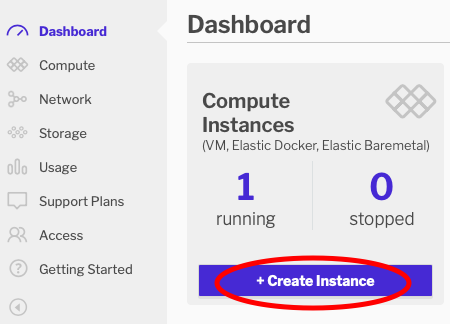 Dashboard
Compute
Network
Storage
Usage
Support Plans
Access
Getting Started
Dashboard
Compute
Instances
(VM, Elastic Docker, Elastic Baremetal)
1 0
running stopped
+ Create Instance